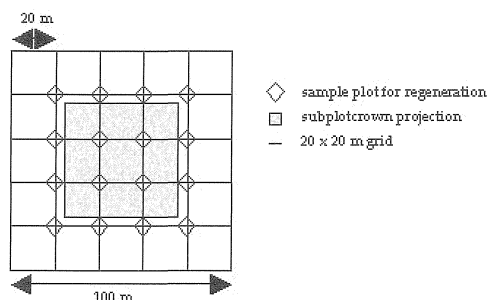 20 m
sample plot for regeneration
subplotcrown projection
20 x 20 m grid
100 m